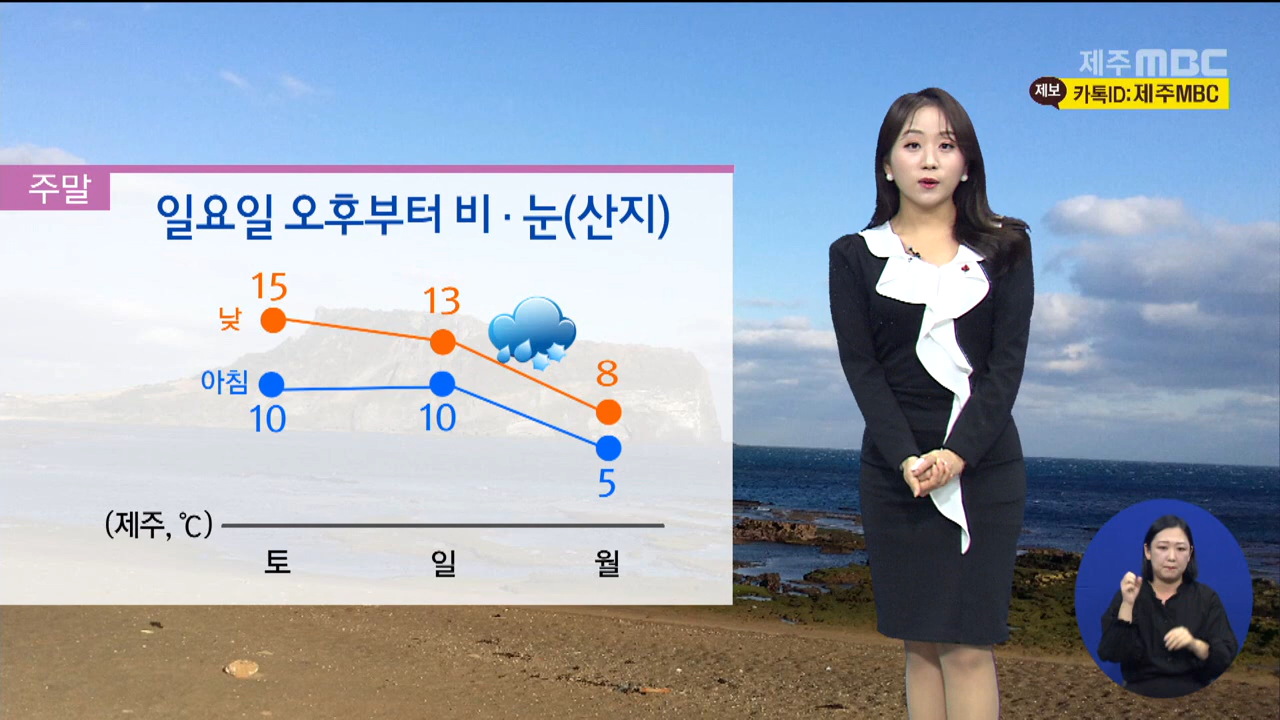 제주MBC
제보 카톡ID:제주MBC
주말
일요일 오후부터 비·눈(산지)
15
13
낮
8
아침
10
10
5
(제주, ℃)
토 일 월